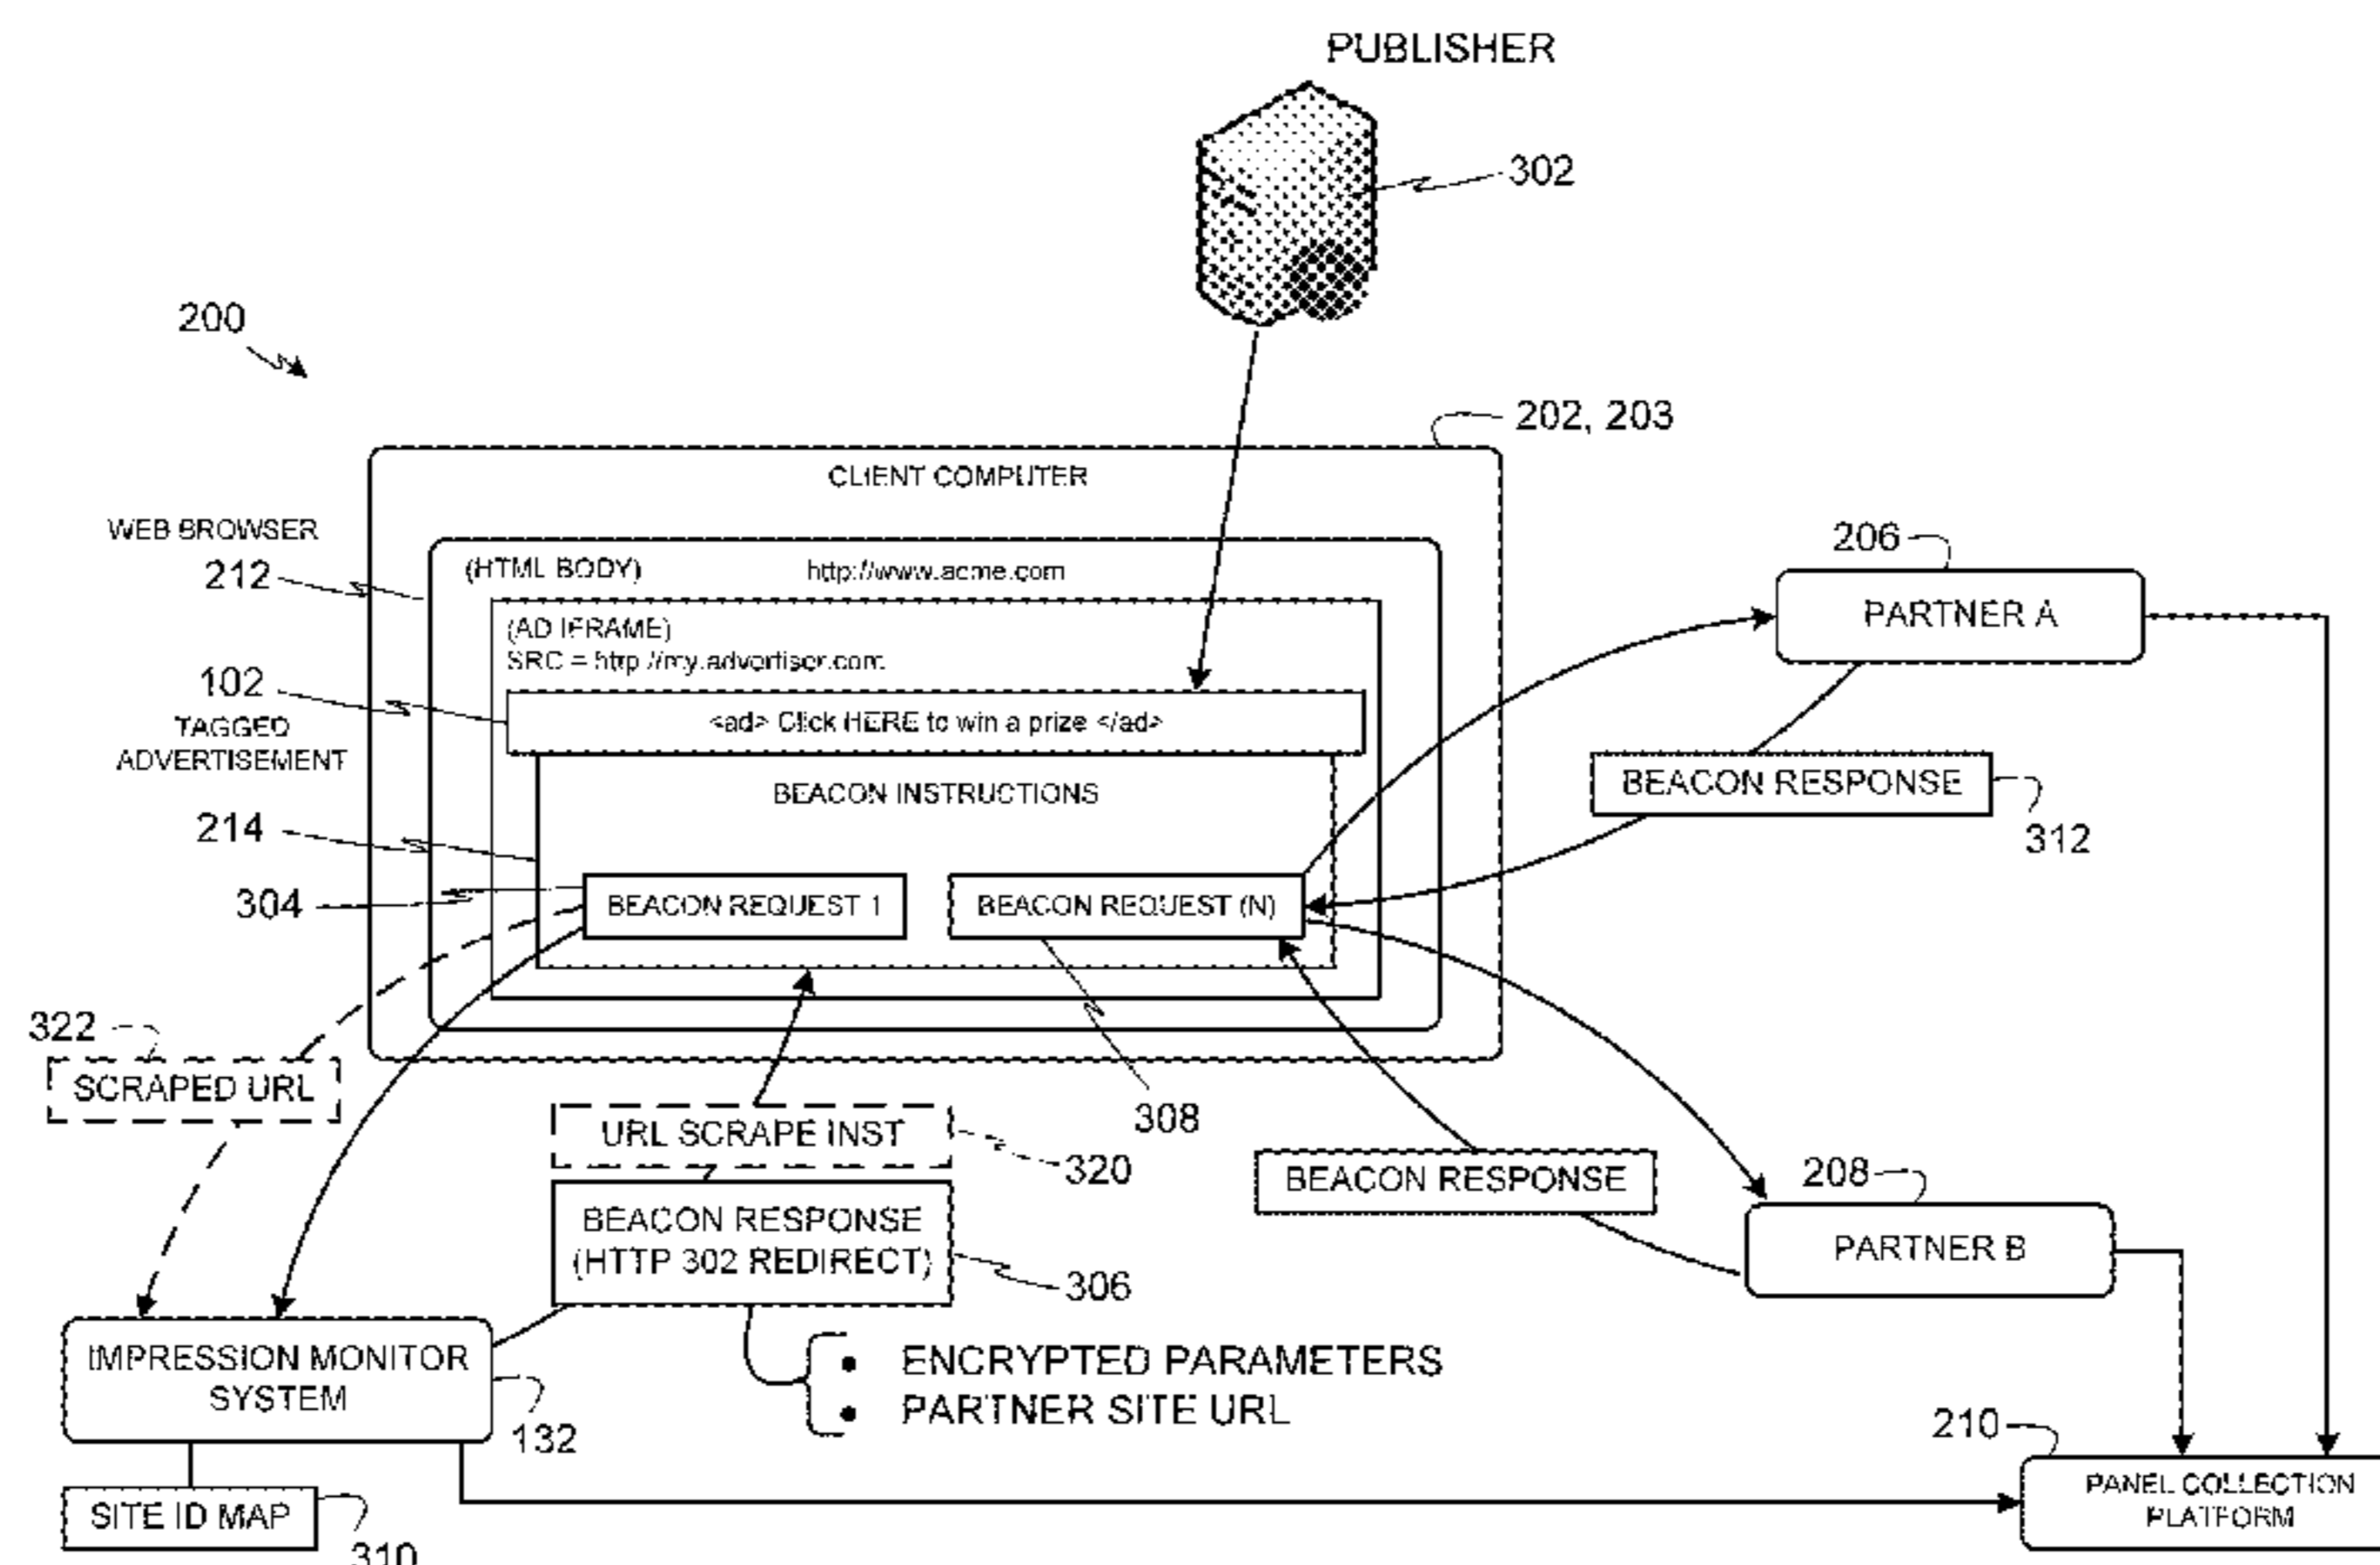 PUBLISHER
302
200
202, 203
CLIENT COMPUTER
WEB BROWSER
212
(HTML BODY) http://www.acme.com
206
PARTNER A
(AD IFRAME)
SRC = http://my.advertiser.com
102
<ad> Click HERE to win a prize </ad>
TAGGED
ADVERTISEMENT
BEACON INSTRUCTIONS
BEACON RESPONSE
312
214
304
BEACON REQUEST 1
BEACON REQUEST (N)
322
SCRAPED URL
308
URL SCRAPE INST
320
BEACON RESPONSE
208
PARTNER B
BEACON RESPONSE
(HTTP 302 REDIRECT)
306
IMPRESSION MONITOR
SYSTEM
132
• ENCRYPTED PARAMETERS
• PARTNER SITE URL
210
PANEL COLLECTION
PLATFORM
SITE ID MAP
310